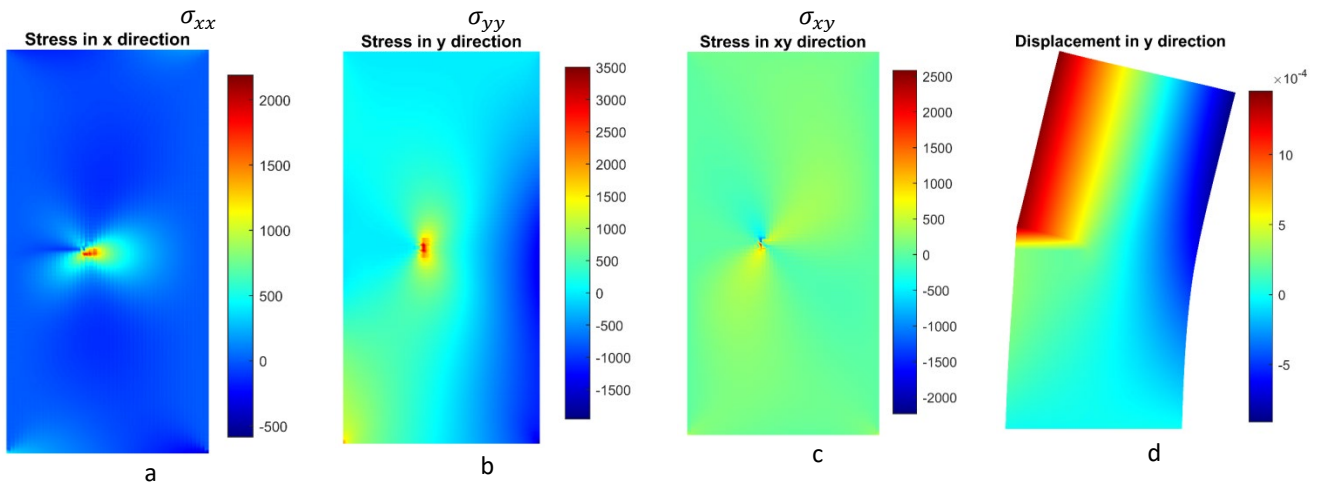 σxx
Stress in x direction
2000
1500
1000
500
0
-500
a
σyy
Stress in y direction
3500
3000
2500
2000
1500
1000
500
0
-500
-1000
-1500
b
σxy
Stress in xy direction
2500
2000
1500
1000
500
0
-500
-1000
-1500
-2000
c
Displacement in y direction
×10-4
10
5
0
-5
d